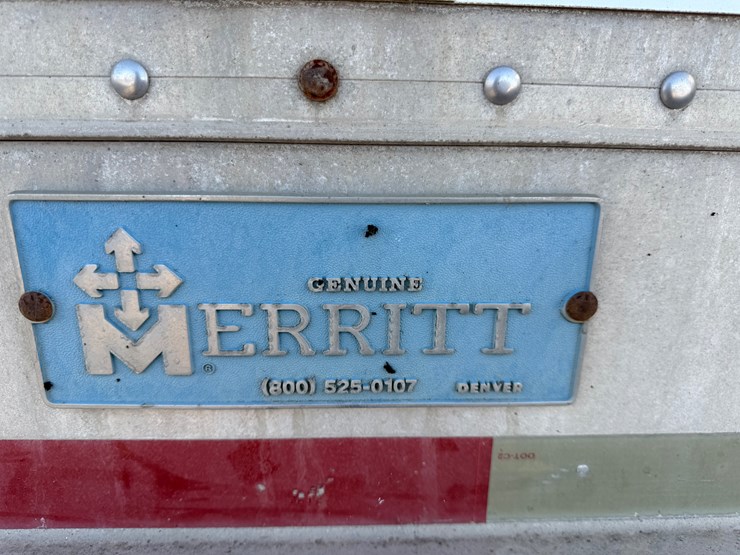 GENUINE
MERRITT
®
(800) 525-0107 DENVER